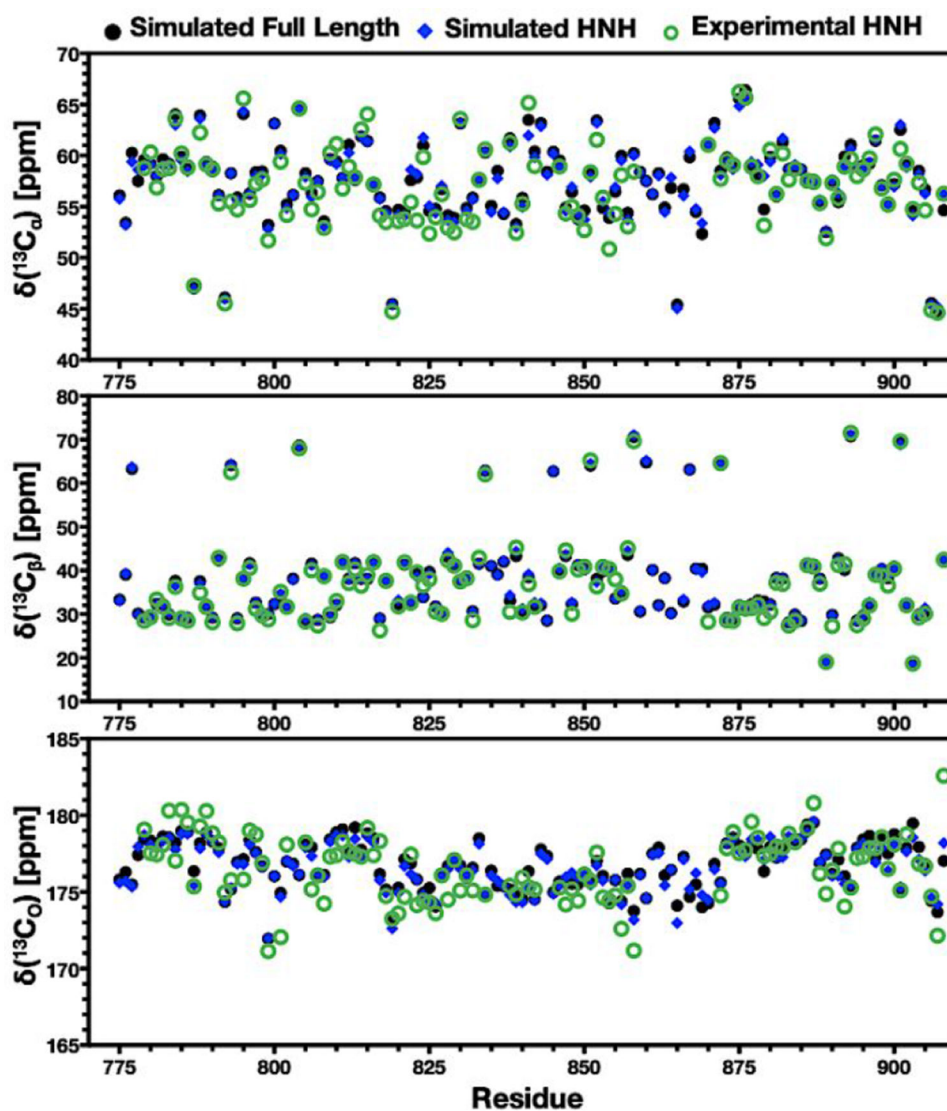 Simulated Full Length Simulated HNH Experimental HNH
70
65
60
55
50
45
40
δ(¹³Cα) [ppm]
775 800 825 850 875 900
80
70
60
50
40
30
20
10
δ(¹³Cβ) [ppm]
775 800 825 850 875 900
185
180
175
170
165
δ(¹³CO) [ppm]
775 800 825 850 875 900
Residue